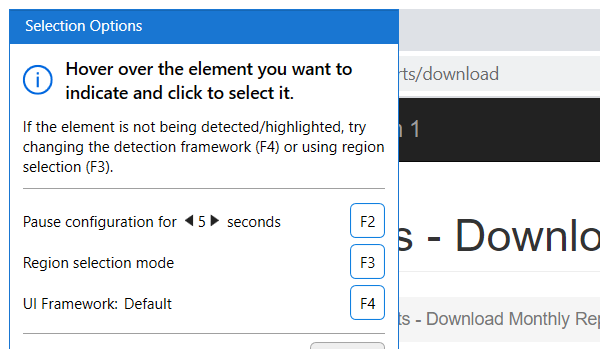 Selection Options
Hover over the element you want to
indicate and click to select it.
If the element is not being detected/highlighted, try
changing the detection framework (F4) or using region
selection (F3).
Pause configuration for 5 seconds
F2
Region selection mode
F3
UI Framework: Default
F4
rts/download
1
s - Downlo
ts - Download Monthly Rep